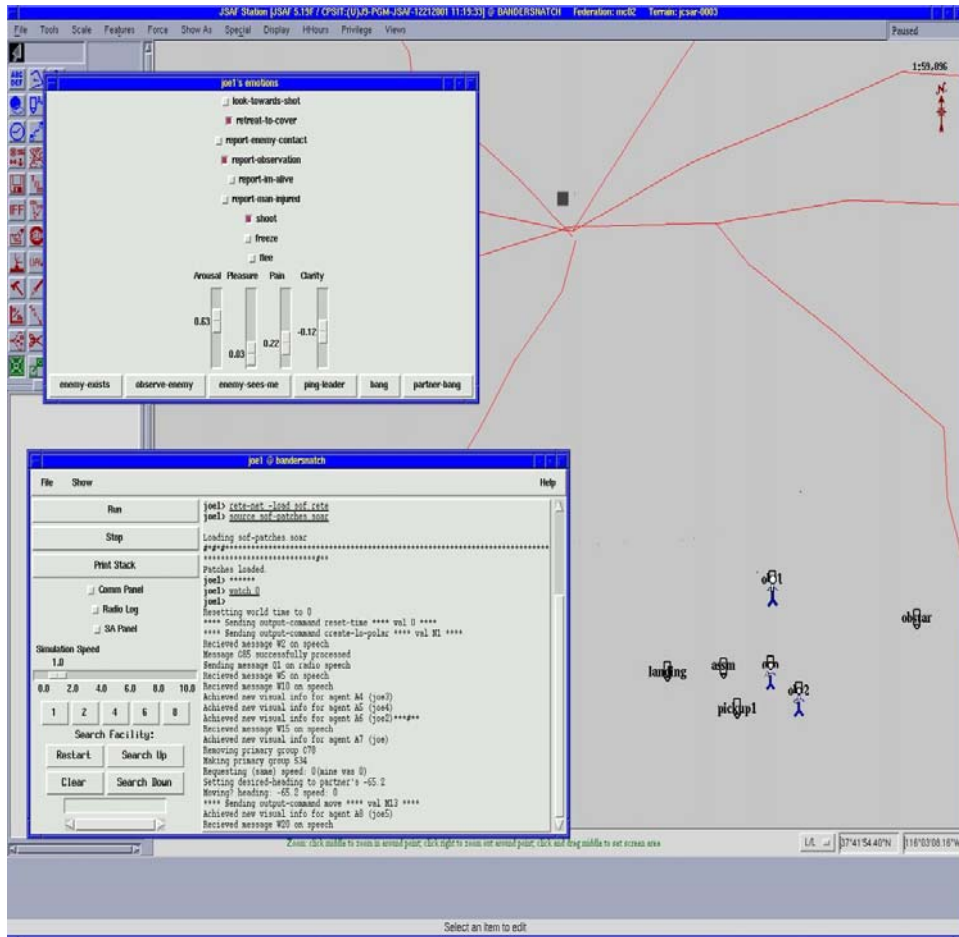 JSAF Station [JSAF 5.19F / CPSIT:(U)J9-PGM-JSAF-12212001 11:19:33] @ BANDERSNATCH Federation: mc02 Terrain: jcsar-0003
File Tools Scale Features Force Show As Special Display HHours Privilege Views Paused
ABC
DEF
IFF
UAV
1:59,096
N
joe1's emotions
look-towards-shot
retreat-to-cover
report-enemy-contact
report-observation
report-im-alive
report-man-injured
shoot
freeze
flee
Arousal Pleasure Pain Clarity
0.63 0.03 0.22 -0.12
enemy-exists observe-enemy enemy-sees-me ping-leader bang partner-bang
joe1 @ bandersnatch
File Show Help
Run
Stop
Print Stack
Comm Panel
Radio Log
SA Panel
Simulation Speed
1.0
0.0 2.0 4.0 6.0 8.0 10.0
1 2 4 6 8
Search Facility:
Restart Search Up
Clear Search Down
joe1> rete-net -load sof.rete
joe1> source sof-patches.soar
Loading sof-patches.soar
Patches loaded.
joe1> ******
joe1> watch 0
joe1>
Resetting world time to 0
**** Sending output-command reset-time **** val 0 ****
**** Sending output-command create-lo-polar **** val N1 ****
Recieved message W2 on speech
Message C85 successfully processed
Sending message Q1 on radio speech
Recieved message W5 on speech
Recieved message W10 on speech
Achieved new visual info for agent A4 (joe3)
Achieved new visual info for agent A5 (joe4)
Achieved new visual info for agent A6 (joe2)***#**
Recieved message W15 on speech
Achieved new visual info for agent A7 (joe)
Removing primary group C78
Making primary group S34
Requesting (same) speed: 0(mine was 0)
Setting desired-heading to partner's -65.2
Moving? heading: -65.2 speed: 0
**** Sending output-command move **** val M13 ****
Achieved new visual info for agent A8 (joe5)
Recieved message W20 on speech
landing
assm
pickup1
obstar
Zoom: click middle to zoom in around point; click right to zoom out around point; click and drag middle to set screen area
L/L 37°41'54.40"N 116°03'08.16"W
Select an item to edit